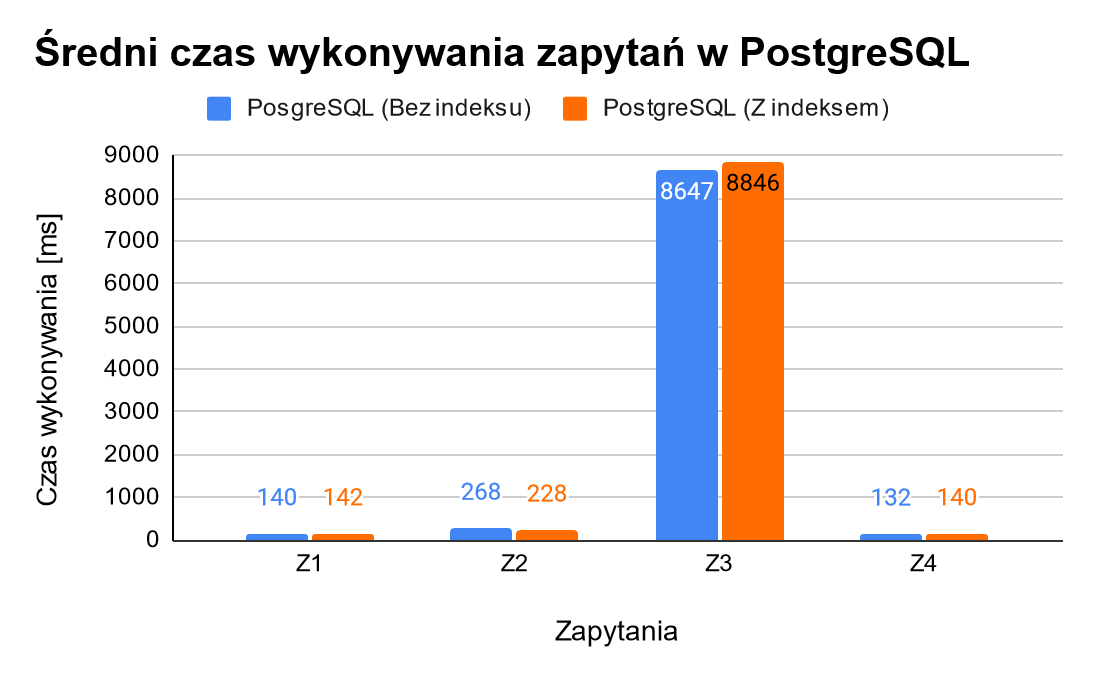 Średni czas wykonywania zapytań w PostgreSQL
PosgreSQL (Bez indeksu) PostgreSQL (Z indeksem)
Czas wykonywania [ms]
9000
8000
7000
6000
5000
4000
3000
2000
1000
0
140 142 268 228 8647 8846 132 140
Z1 Z2 Z3 Z4
Zapytania